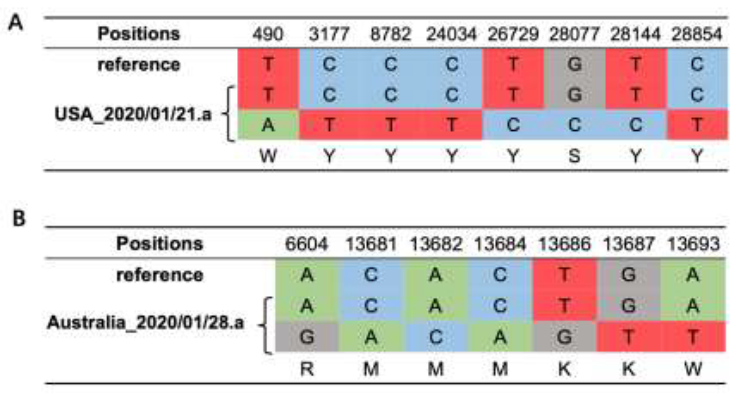 A
Positions 490 3177 8782 24034 26729 28077 28144 28854
reference T C C C T G T C
T C C C T G T C
USA_2020/01/21.a
A T T T C C C T
W Y Y Y Y S Y Y
B
Positions 6604 13681 13682 13684 13686 13687 13693
reference A C A C T G A
A C A C T G A
Australia_2020/01/28.a
G A C A G T T
R M M M K K W